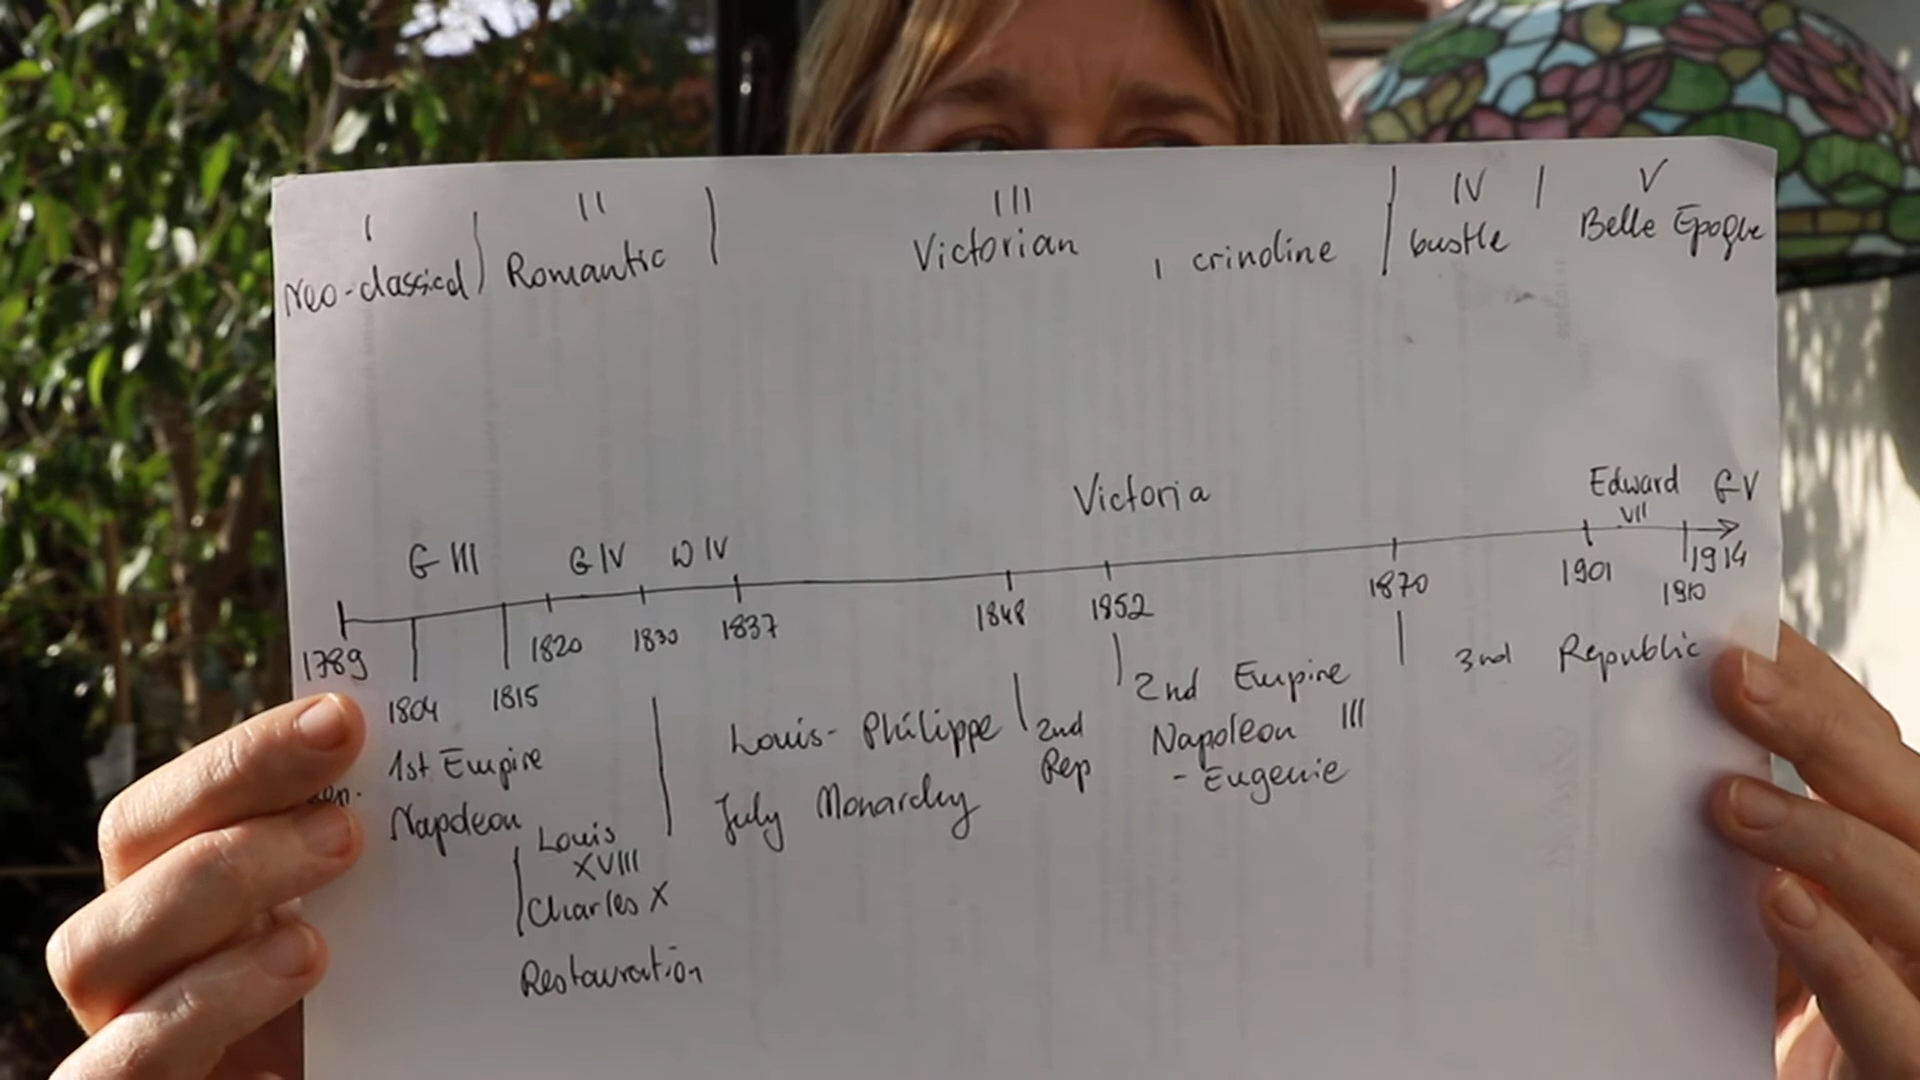 I | II | III | IV | V
Neo-classical | Romantic | Victorian | crinoline | bustle | Belle Epoque
Victoria
Edward VII G V
G III G IV W IV
1789 1804 1815 1820 1830 1837 1848 1852 1870 1901 1910 1914
1st Empire
Napoleon
Louis
XVIII
Charles X
Restauration
Louis-Philippe
July Monarchy
2nd
Rep
2nd Empire
Napoleon III
- Eugenie
3nd Republic